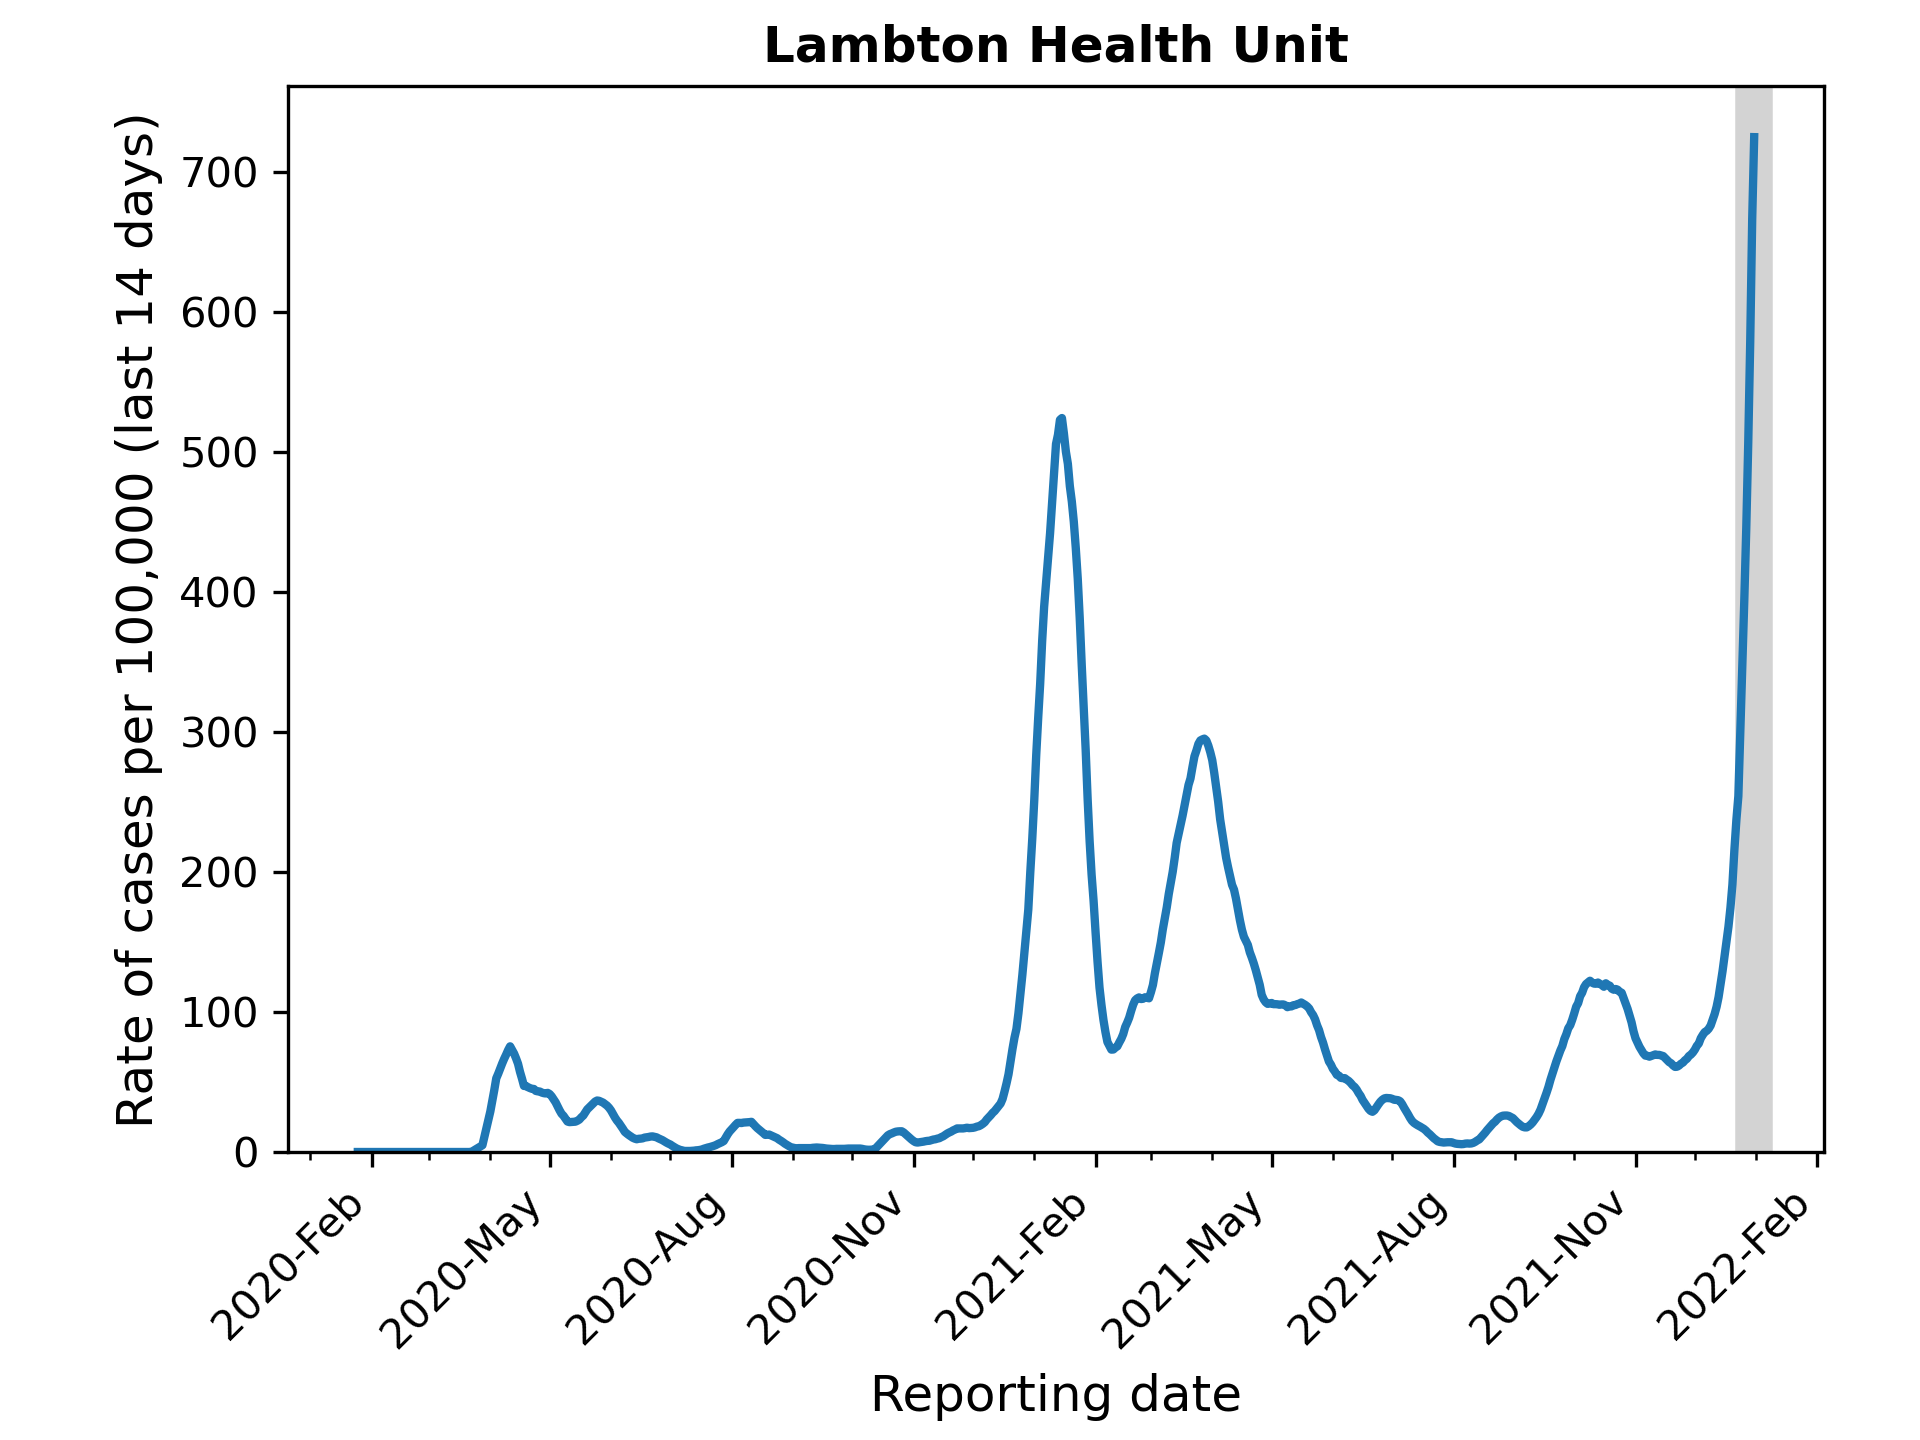 Lambton Health Unit
Rate of cases per 100,000 (last 14 days)
700
600
500
400
300
200
100
0
2020-Feb
2020-May
2020-Aug
2020-Nov
2021-Feb
2021-May
2021-Aug
2021-Nov
2022-Feb
Reporting date